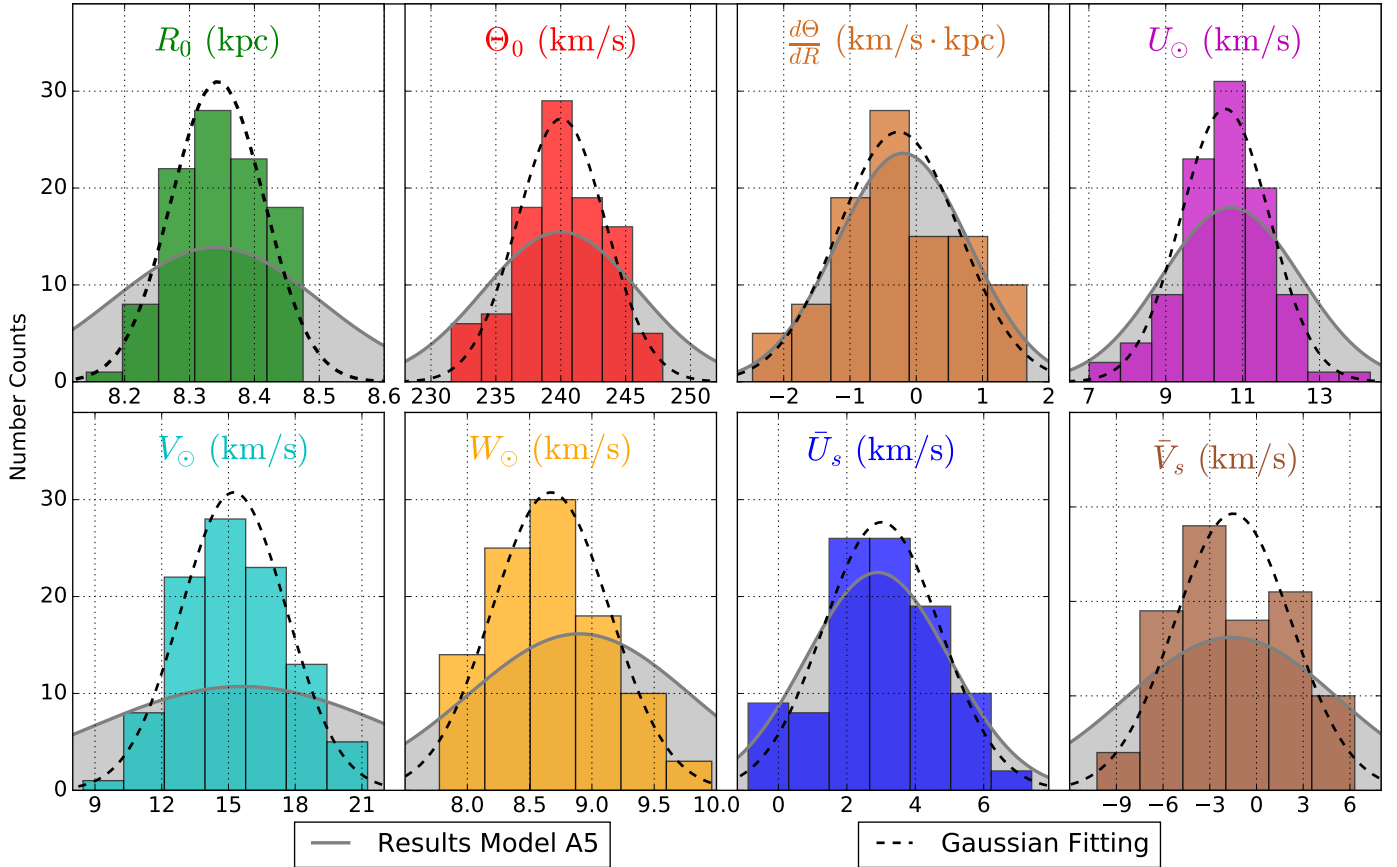 R₀ (kpc)
Θ₀ (km/s)
dΘ/dR (km/s·kpc)
U⊙ (km/s)
Number Counts
30
20
10
0
8.2 8.3 8.4 8.5 8.6
230 235 240 245 250
−2 −1 0 1 2
7 9 11 13
V⊙ (km/s)
W⊙ (km/s)
Ūs (km/s)
V̄s (km/s)
30
20
10
0
9 12 15 18 21
8.0 8.5 9.0 9.5 10.0
0 2 4 6
−9 −6 −3 0 3 6
Results Model A5
Gaussian Fitting